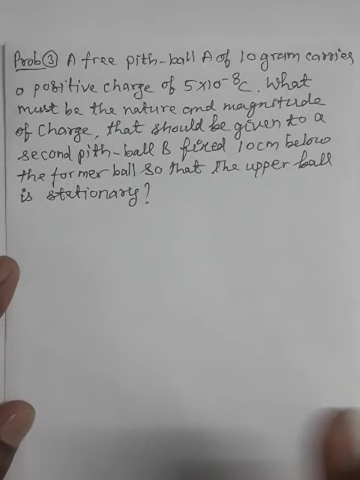 Prob③ A free pith-ball A of 10 gram carries
a positive charge of 5x10⁻⁸C. What
must be the nature and magnitude
of charge, that should be given to a
second pith-ball B fixed 10cm below
the former ball so that the upper ball
is stationary?